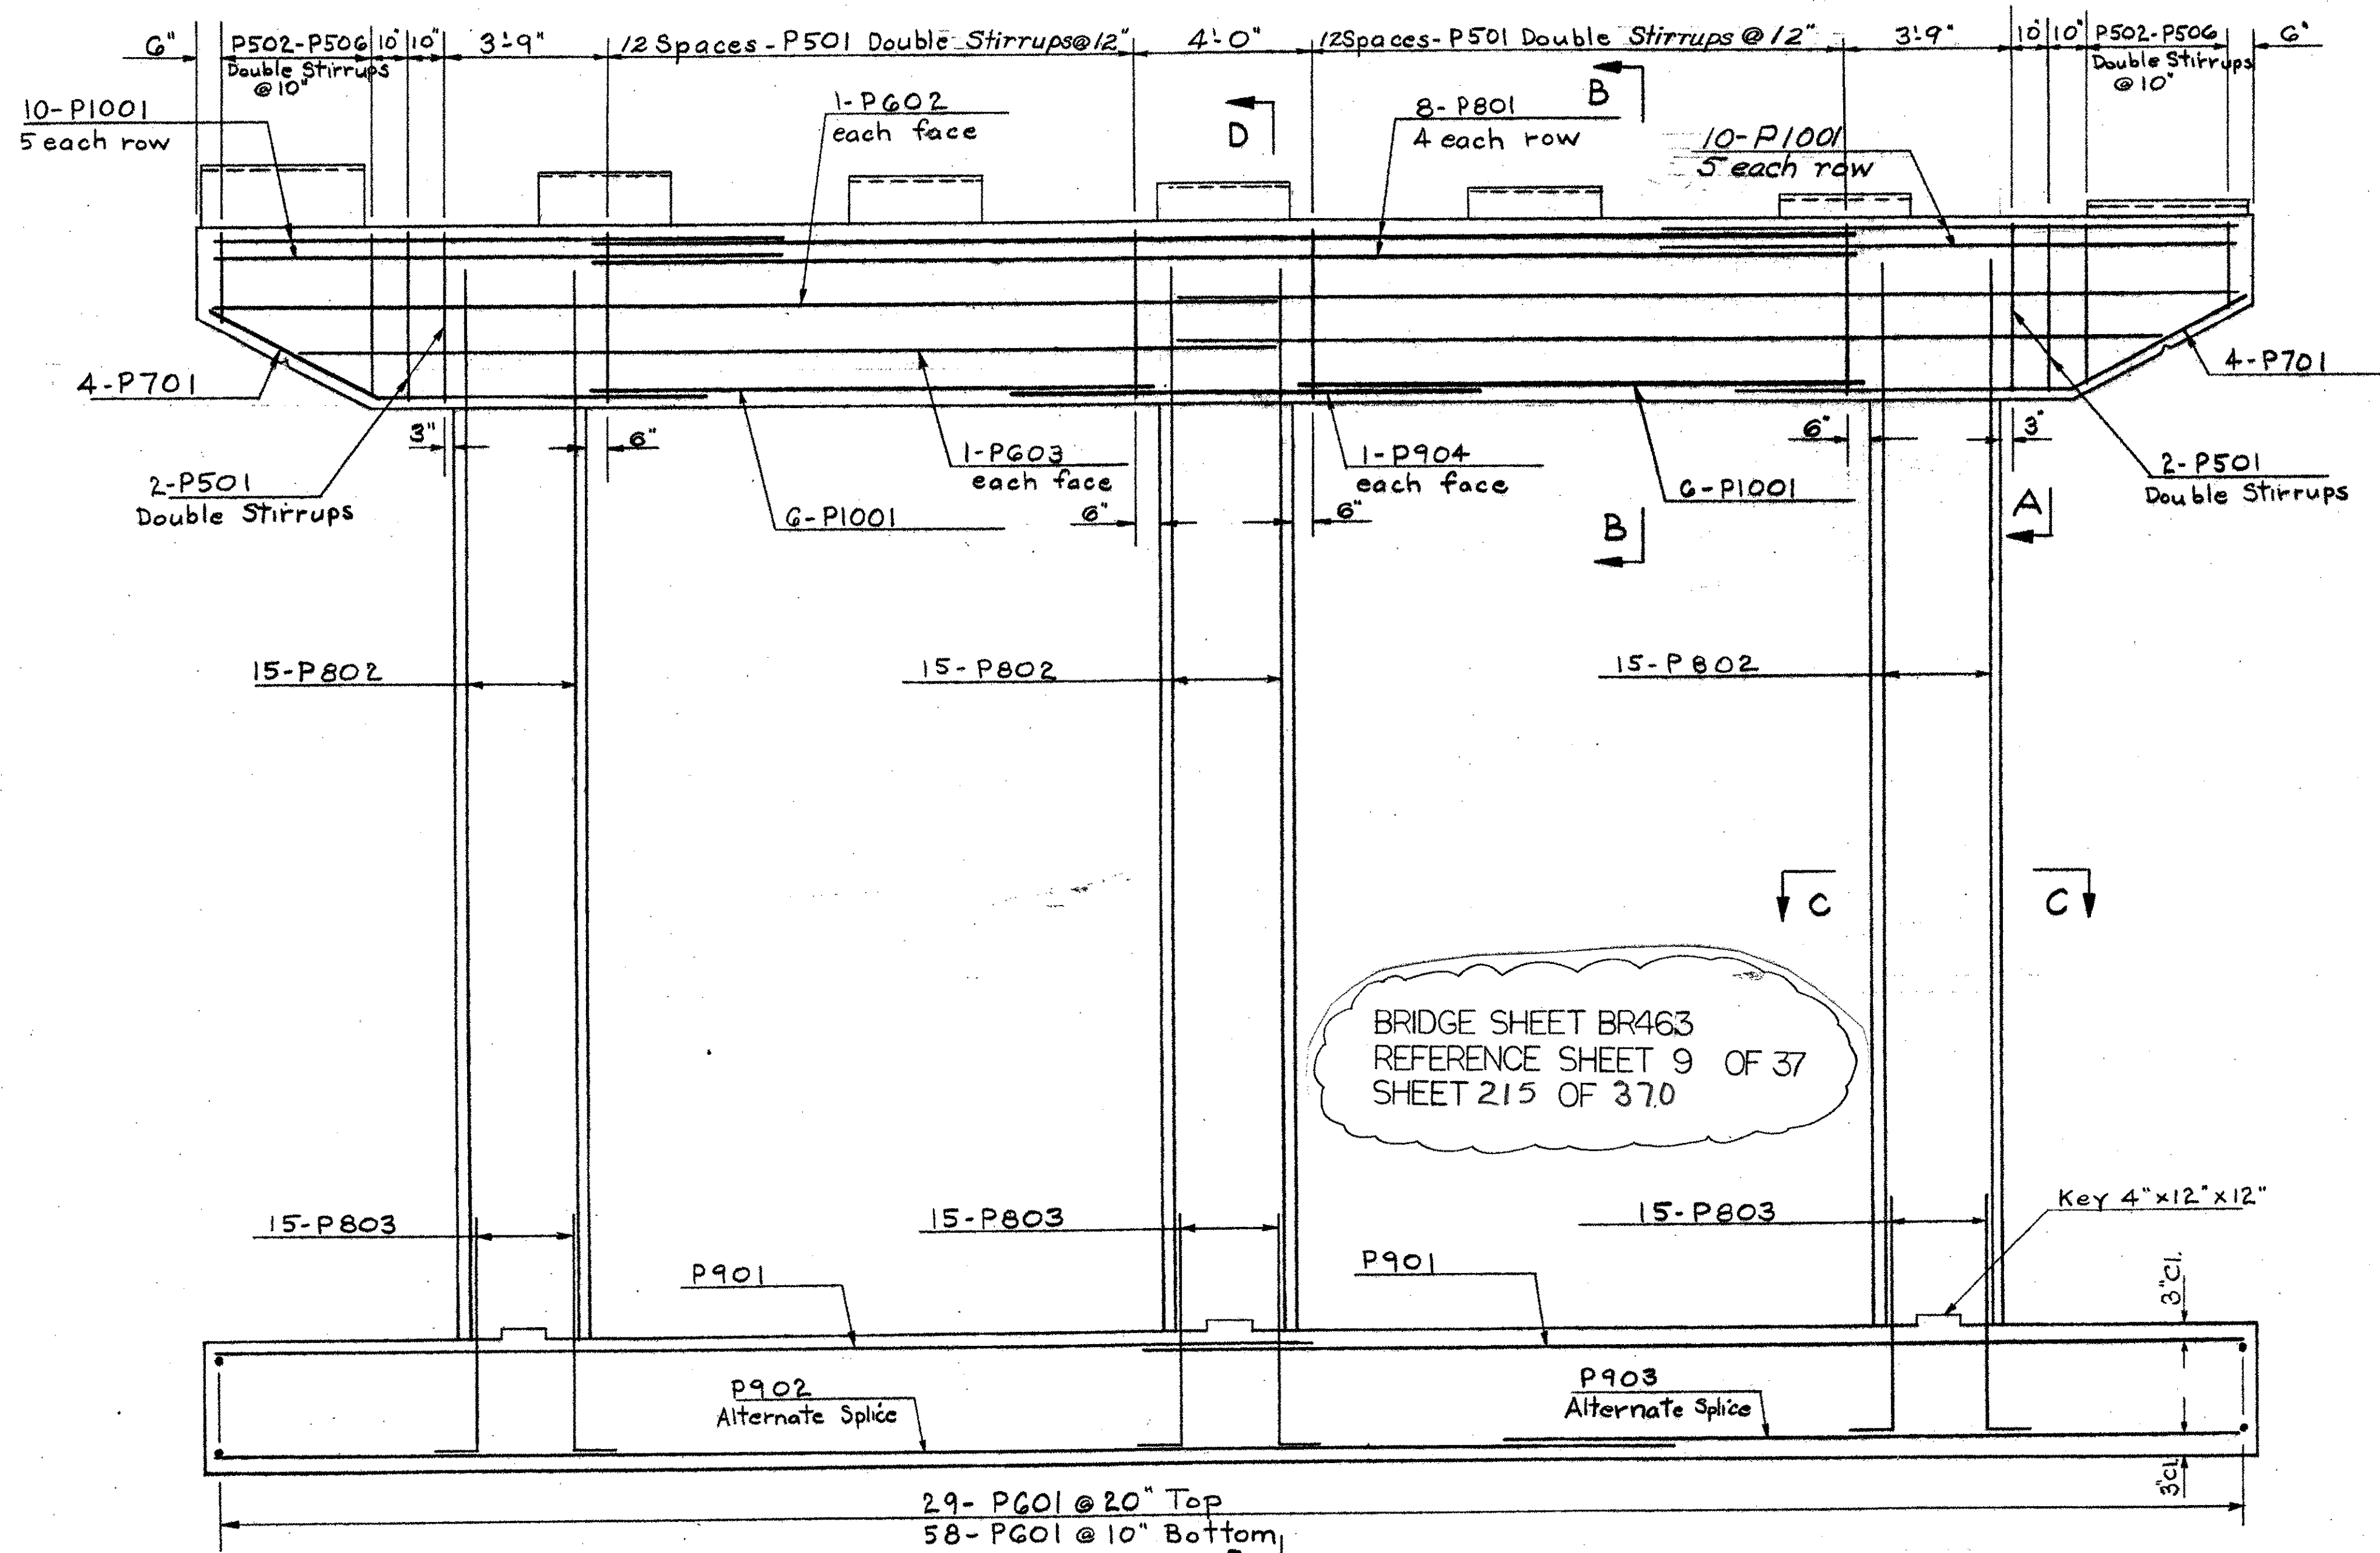 6"
P502-P506
Double Stirrups
@ 10"
10"
10"
3'-9"
12 Spaces - P501 Double Stirrups @ 12"
4'-0"
12 Spaces - P501 Double Stirrups @ 12"
3'-9"
10"
10"
P502-P506
Double Stirrups
@ 10"
6"
10-P1001
5 each row
1-P602
each face
D
8-P801
4 each row
B
10-P1001
5 each row
4-P701
4-P701
3"
6"
6"
3"
2-P501
Double Stirrups
1-P603
each face
6-P1001
6"
6"
1-P904
each face
6-P1001
B
A
2-P501
Double Stirrups
15-P802
15-P802
15-P802
C
C
BRIDGE SHEET BR463
REFERENCE SHEET 9 OF 37
SHEET 215 OF 370
15-P803
15-P803
15-P803
Key 4"x12"x12"
P901
P901
3"Cl.
P902
Alternate Splice
P903
Alternate Splice
3"Cl.
29- P601 @ 20" Top
58- P601 @ 10" Bottom